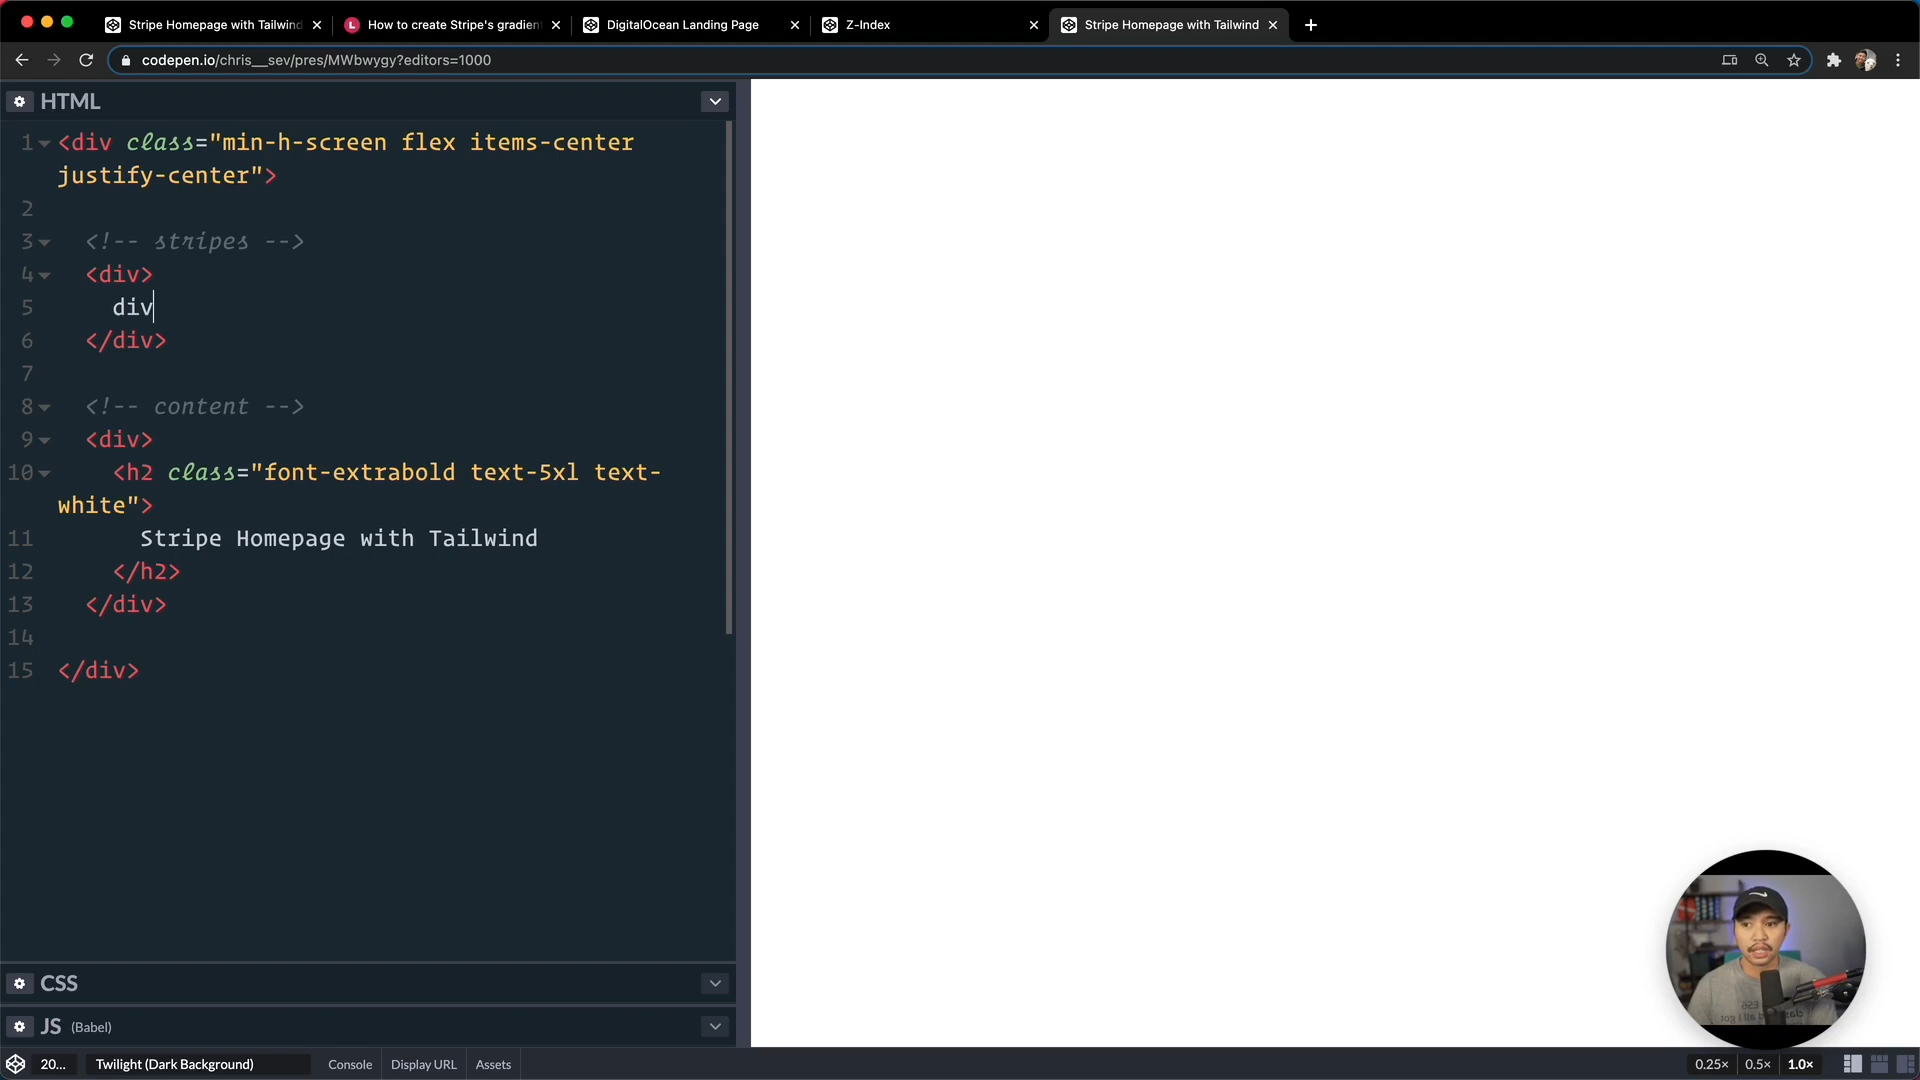 Stripe Homepage with Tailwind
How to create Stripe's gradien
DigitalOcean Landing Page
Z-Index
Stripe Homepage with Tailwind
codepen.io/chris__sev/pres/MWbwygy?editors=1000
HTML
1 <div class="min-h-screen flex items-center
justify-center">
2
3 <!-- stripes -->
4 <div>
5 div
6 </div>
7
8 <!-- content -->
9 <div>
10 <h2 class="font-extrabold text-5xl text-
white">
11 Stripe Homepage with Tailwind
12 </h2>
13 </div>
14
15 </div>
CSS
JS (Babel)
20... Twilight (Dark Background) Console Display URL Assets 0.25× 0.5× 1.0×